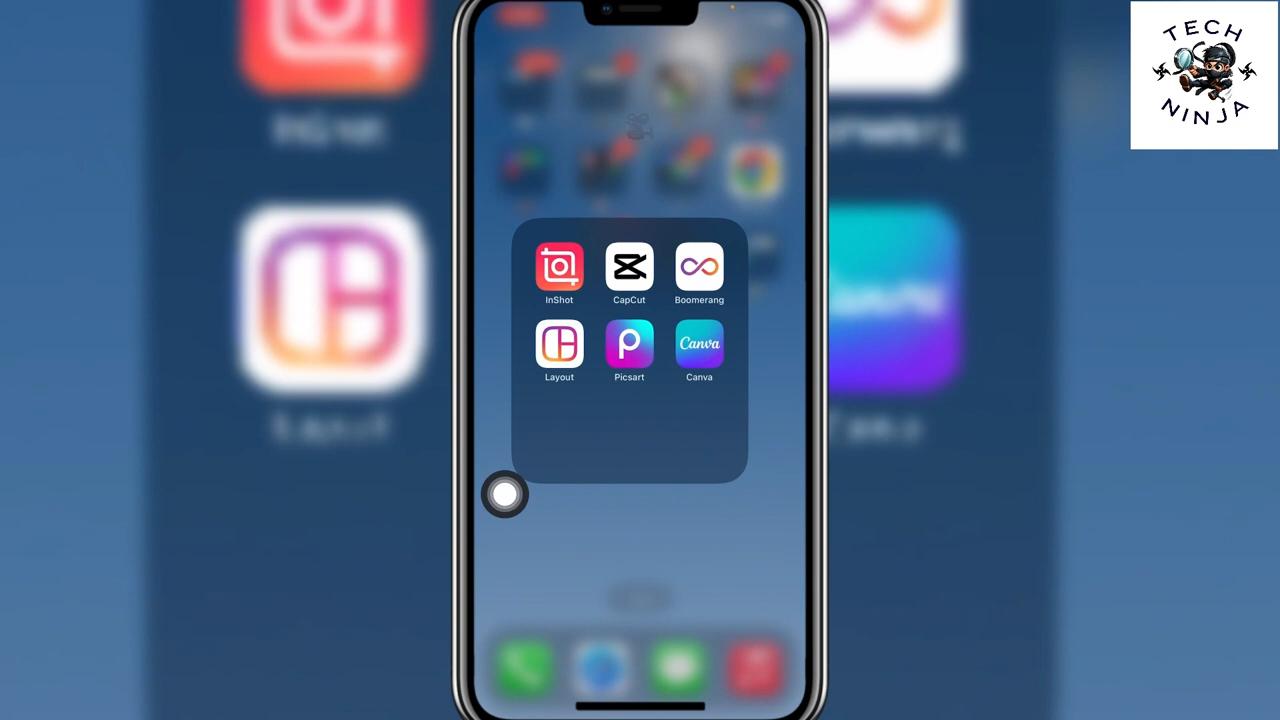 TECH
NINJA
InShot
CapCut
Boomerang
Layout
Picsart
Canva
Canva